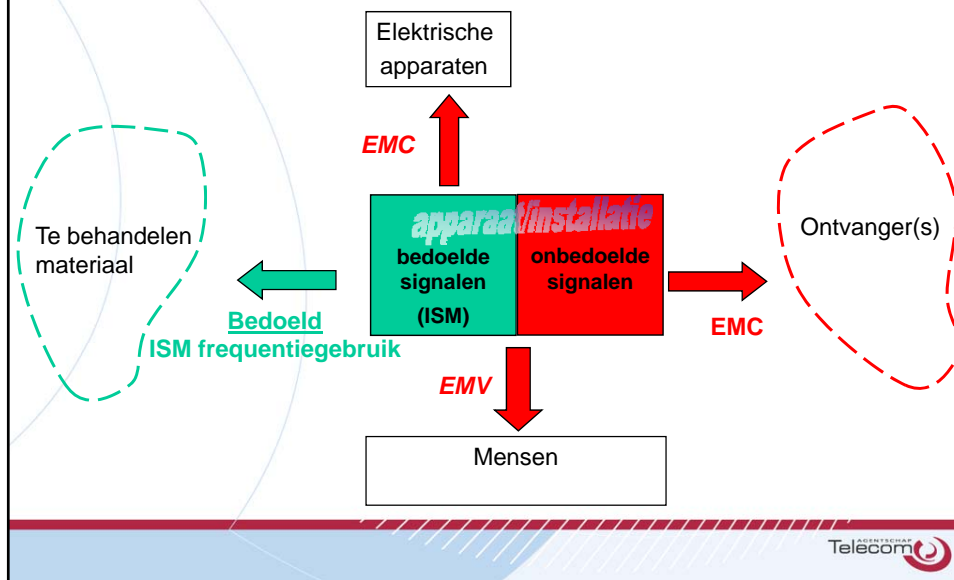 Elektrische
apparaten
EMC
apparaat/installatie
Te behandelen
materiaal
bedoelde
signalen
(ISM)
onbedoelde
signalen
Ontvanger(s)
Bedoeld
ISM frequentiegebruik
EMC
EMV
Mensen
AGENTSCHAP
Telecom